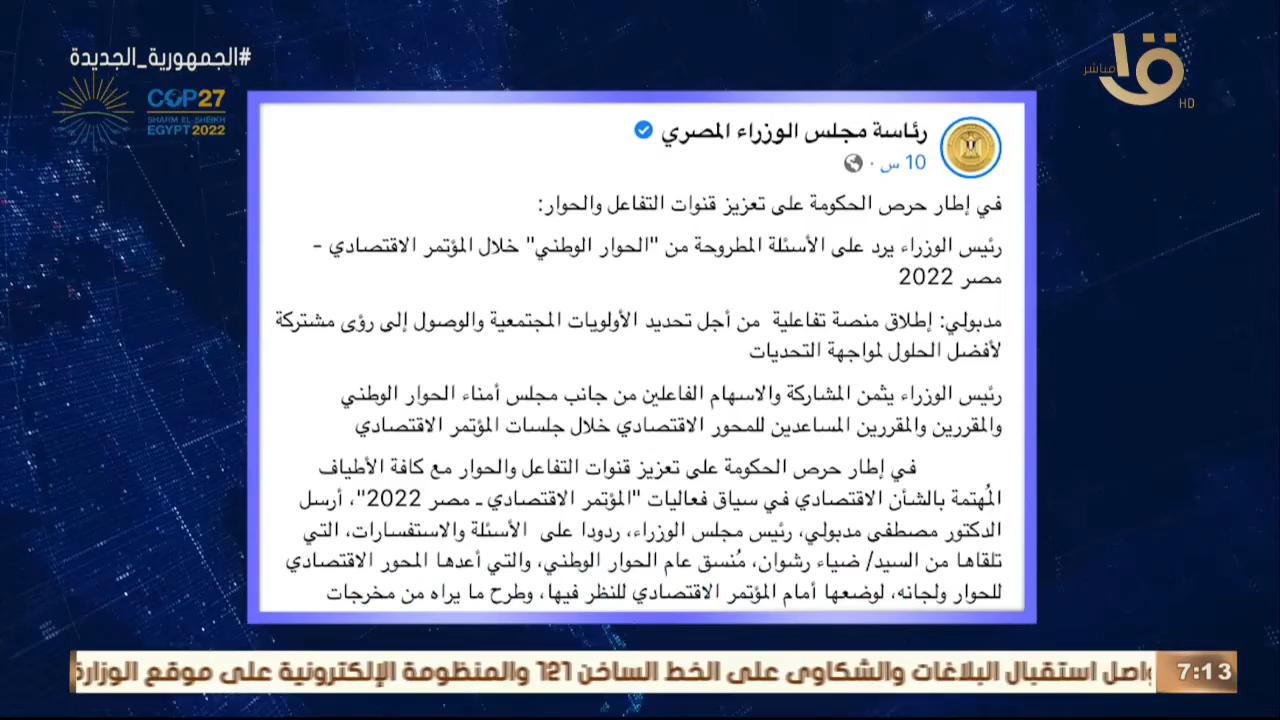 #الجمهورية_الجديدة
COP27
SHARM EL-SHEIKH
EGYPT 2022
مباشر
HD
رئاسة مجلس الوزراء المصري
10 س ·
في إطار حرص الحكومة على تعزيز قنوات التفاعل والحوار:
رئيس الوزراء يرد على الأسئلة المطروحة من "الحوار الوطني" خلال المؤتمر الاقتصادي -
مصر 2022
مدبولي: إطلاق منصة تفاعلية من أجل تحديد الأولويات المجتمعية والوصول إلى رؤى مشتركة
لأفضل الحلول لمواجهة التحديات
رئيس الوزراء يثمن المشاركة والاسهام الفاعلين من جانب مجلس أمناء الحوار الوطني
والمقررين والمقررين المساعدين للمحور الاقتصادي خلال جلسات المؤتمر الاقتصادي
في إطار حرص الحكومة على تعزيز قنوات التفاعل والحوار مع كافة الأطياف
المُهتمة بالشأن الاقتصادي في سياق فعاليات "المؤتمر الاقتصادي ـ مصر 2022"، أرسل
الدكتور مصطفى مدبولي، رئيس مجلس الوزراء، ردودا على الأسئلة والاستفسارات، التي
تلقاها من السيد/ ضياء رشوان، مُنسق عام الحوار الوطني، والتي أعدها المحور الاقتصادي
للحوار ولجانه، لوضعها أمام المؤتمر الاقتصادي للنظر فيها، وطرح ما يراه من مخرجات
استقبال البلاغات والشكاوى على الخط الساخن 121 والمنظومة الإلكترونية على موقع الوزارة
7:13